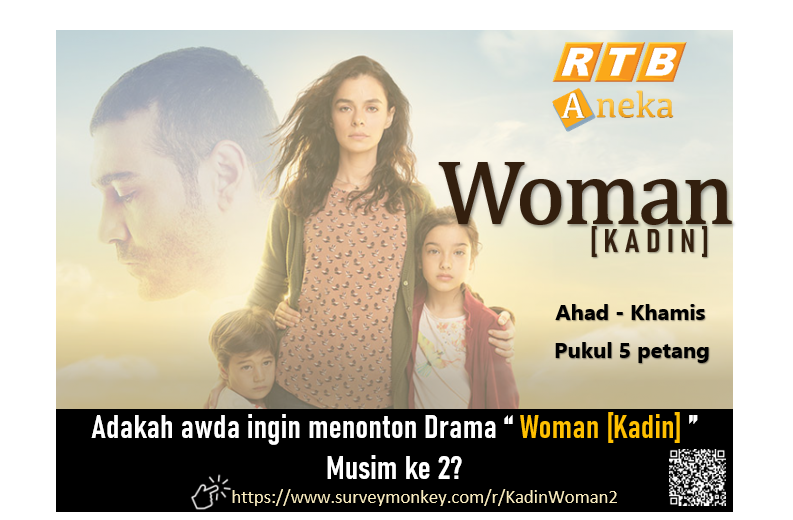 RTB
Aneka
Woman
[KADIN]
Ahad - Khamis
Pukul 5 petang
Adakah awda ingin menonton Drama “ Woman [Kadin] ”
Musim ke 2?
https://www.surveymonkey.com/r/KadinWoman2